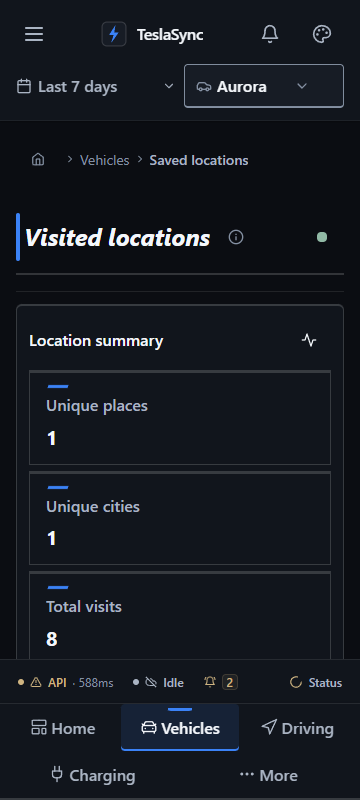 TeslaSync
Last 7 days
Aurora
Vehicles
Saved locations
Visited locations
Location summary
Unique places
1
Unique cities
1
Total visits
8
API · 588ms
Idle
2
Status
Home
Vehicles
Driving
Charging
More